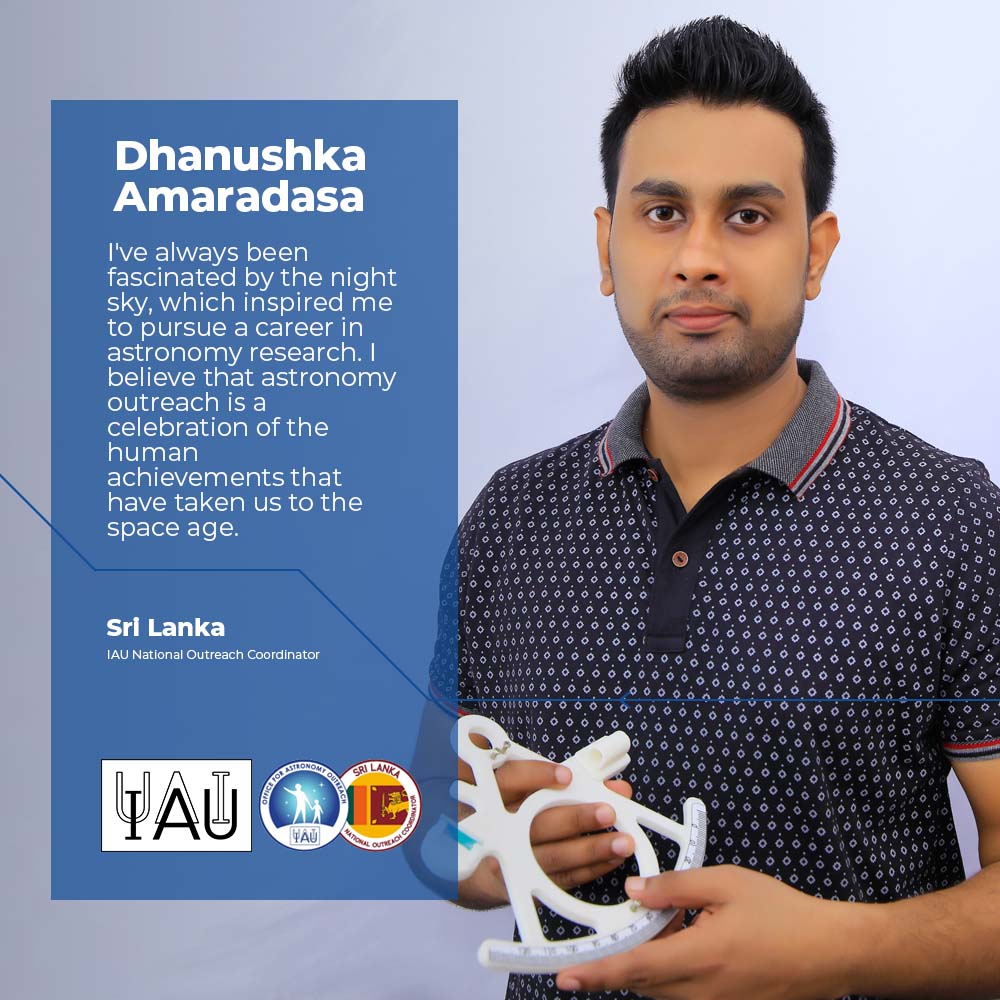 Dhanushka
Amaradasa
I've always been
fascinated by the night
sky, which inspired me
to pursue a career in
astronomy research. I
believe that astronomy
outreach is a
celebration of the
human
achievements that
have taken us to the
space age.
Sri Lanka
IAU National Outreach Coordinator
IAU
OFFICE FOR ASTRONOMY OUTREACH
IAU
SRI LANKA
NATIONAL OUTREACH COORDINATOR